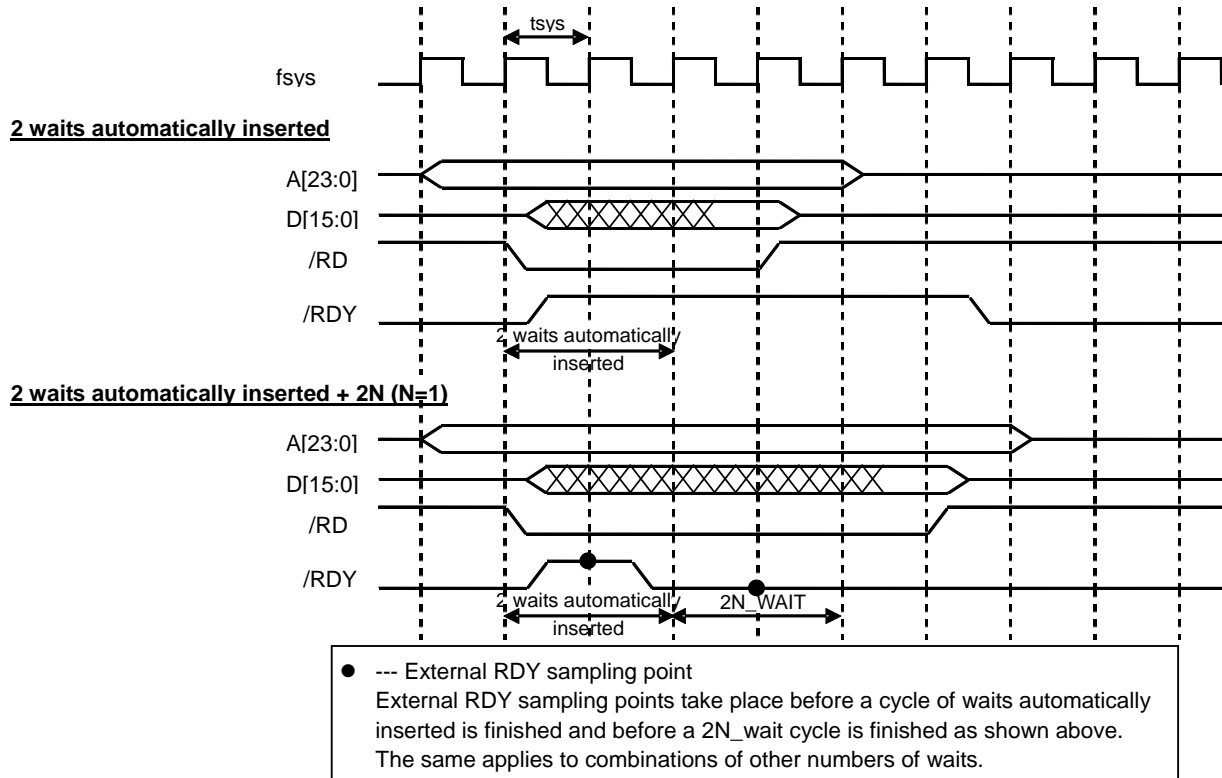 tsys
fsys
2 waits automatically inserted
A[23:0]
D[15:0]
/RD
/RDY
2 waits automatically
inserted
2 waits automatically inserted + 2N (N=1)
A[23:0]
D[15:0]
/RD
/RDY
2 waits automatically
inserted
2N_WAIT
● --- External RDY sampling point
External RDY sampling points take place before a cycle of waits automatically
inserted is finished and before a 2N_wait cycle is finished as shown above.
The same applies to combinations of other numbers of waits.